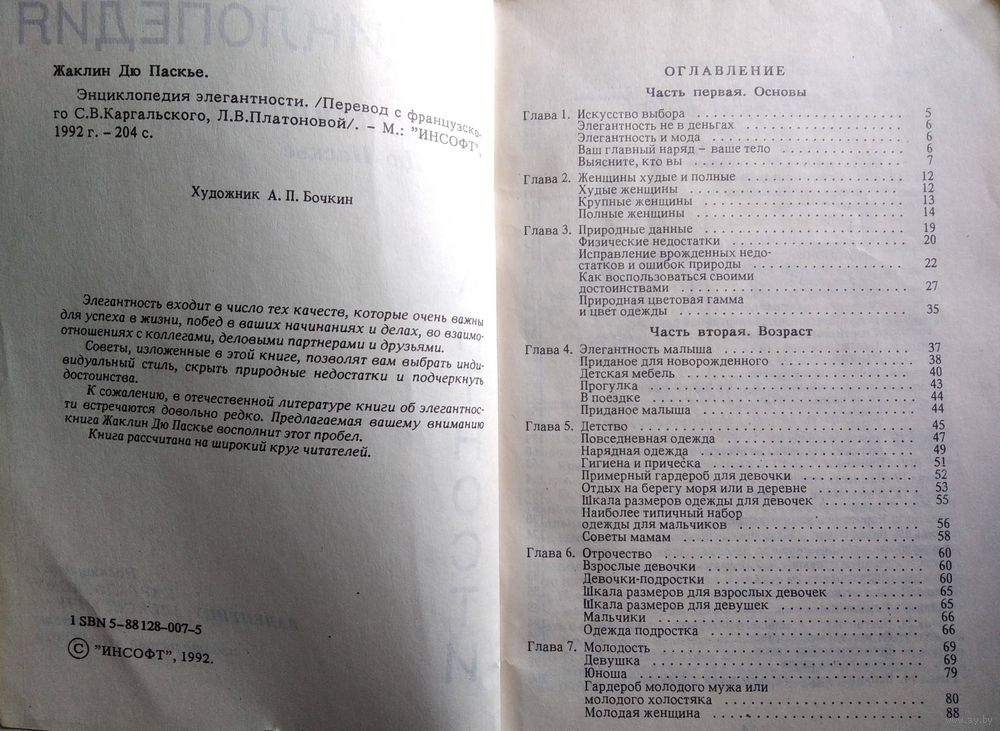 Жаклин Дю Паскье.
Энциклопедия элегантности. /Перевод с французско-
го С.В.Каргальского, Л.В.Платоновой/. – М.: "ИНСОФТ",
1992 г. – 204 с.
Художник А. П. Бочкин
Элегантность входит в число тех качеств, которые очень важны
для успеха в жизни, побед в ваших начинаниях и делах, во взаимо-
отношениях с коллегами, деловыми партнерами и друзьями.
Советы, изложенные в этой книге, позволят вам выбрать инди-
видуальный стиль, скрыть природные недостатки и подчеркнуть
достоинства.
К сожалению, в отечественной литературе книги об элегантнос-
ти встречаются довольно редко. Предлагаемая вашему вниманию
книга Жаклин Дю Паскье восполнит этот пробел.
Книга рассчитана на широкий круг читателей.
I SBN 5–88128–007–5
© "ИНСОФТ", 1992.
ОГЛАВЛЕНИЕ
Часть первая. Основы
Глава 1. Искусство выбора . . . . . . . . . . 5
Элегантность не в деньгах . . . . . . . . . . 6
Элегантность и мода . . . . . . . . . . 6
Ваш главный наряд – ваше тело . . . . . . . . . . 6
Выясните, кто вы . . . . . . . . . . 7
Глава 2. Женщины худые и полные . . . . . . . . . . 12
Худые женщины . . . . . . . . . . 12
Крупные женщины . . . . . . . . . . 13
Полные женщины . . . . . . . . . . 14
Глава 3. Природные данные . . . . . . . . . . 19
Физические недостатки . . . . . . . . . . 20
Исправление врожденных недо-
статков и ошибок природы . . . . . . . . . . 22
Как воспользоваться своими
достоинствами . . . . . . . . . . 27
Природная цветовая гамма
и цвет одежды . . . . . . . . . . 35
Часть вторая. Возраст
Глава 4. Элегантность малыша . . . . . . . . . . 37
Приданое для новорожденного . . . . . . . . . . 38
Детская мебель . . . . . . . . . . 40
Прогулка . . . . . . . . . . 43
В поездке . . . . . . . . . . 44
Приданое малыша . . . . . . . . . . 44
Глава 5. Детство . . . . . . . . . . 45
Повседневная одежда . . . . . . . . . . 47
Нарядная одежда . . . . . . . . . . 49
Гигиена и прическа . . . . . . . . . . 51
Примерный гардероб для девочки . . . . . . . . . . 52
Отдых на берегу моря или в деревне . . . . . . . . . . 53
Шкала размеров одежды для девочек . . . . . . . . . . 55
Наиболее типичный набор
одежды для мальчиков . . . . . . . . . . 56
Советы мамам . . . . . . . . . . 58
Глава 6. Отрочество . . . . . . . . . . 60
Взрослые девочки . . . . . . . . . . 60
Девочки-подростки . . . . . . . . . . 60
Шкала размеров для взрослых девочек . . . . . . . . . . 65
Шкала размеров для девушек . . . . . . . . . . 65
Мальчики . . . . . . . . . . 66
Одежда подростка . . . . . . . . . . 66
Глава 7. Молодость . . . . . . . . . . 69
Девушка . . . . . . . . . . 69
Юноша . . . . . . . . . . 79
Гардероб молодого мужа или
молодого холостяка . . . . . . . . . . 80
Молодая женщина . . . . . . . . . . 88
www.ay.by